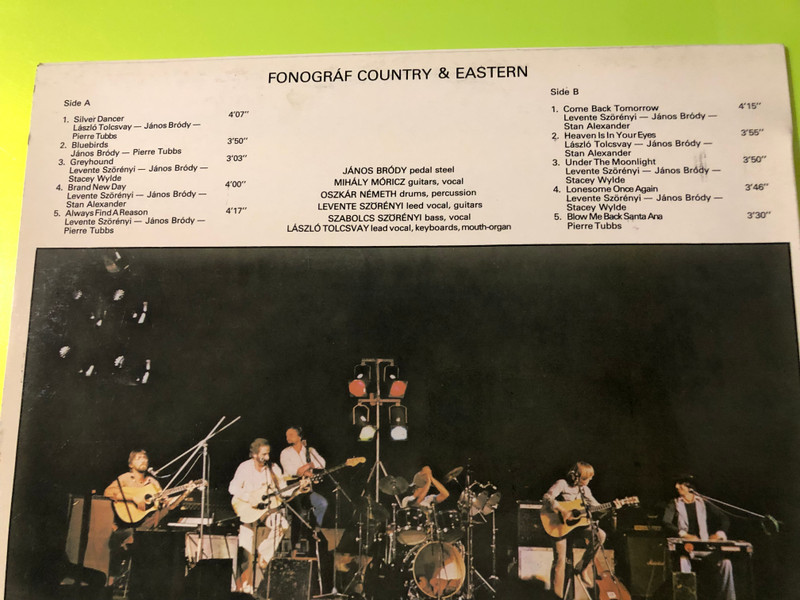 FONOGRÁF COUNTRY & EASTERN
Side A
1. Silver Dancer 4'07"
László Tolcsvay — János Bródy —
Pierre Tubbs
2. Bluebirds 3'50"
János Bródy — Pierre Tubbs
3. Greyhound 3'03"
Levente Szörényi — János Bródy —
Stacey Wylde
4. Brand New Day 4'00"
Levente Szörényi — János Bródy —
Stan Alexander
5. Always Find A Reason 4'17"
Levente Szörényi — János Bródy —
Pierre Tubbs
JÁNOS BRÓDY pedal steel
MIHÁLY MÓRICZ guitars, vocal
OSZKÁR NÉMETH drums, percussion
LEVENTE SZÖRÉNYI leed vocal, guitars
SZABOLCS SZÖRÉNYI bass, vocal
LÁSZLÓ TOLCSVAY lead vocal, keyboards, mouth-organ
Side B
1. Come Back Tomorrow 4'15"
Levente Szörényi — János Bródy —
Stan Alexander
2. Heaven Is In Your Eyes 3'55"
László Tolcsvay — János Bródy —
Stan Alexander
3. Under The Moonlight 3'50"
Levente Szörényi — János Bródy —
Stacey Wylde
4. Lonesome Once Again 3'46"
Levente Szörényi — János Bródy —
Stacey Wylde
5. Blow Me Back Santa Ana 3'30"
Pierre Tubbs